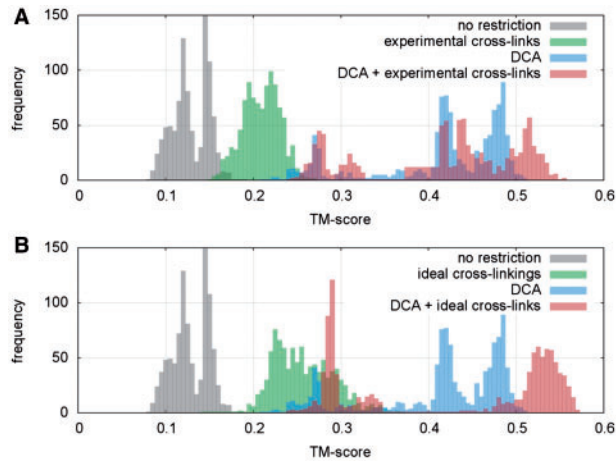 A
150
100
50
0
frequency
no restriction
experimental cross-links
DCA
DCA + experimental cross-links
0 0.1 0.2 0.3 0.4 0.5 0.6
TM-score
B
150
100
50
0
frequency
no restriction
ideal cross-linkings
DCA
DCA + ideal cross-links
0 0.1 0.2 0.3 0.4 0.5 0.6
TM-score